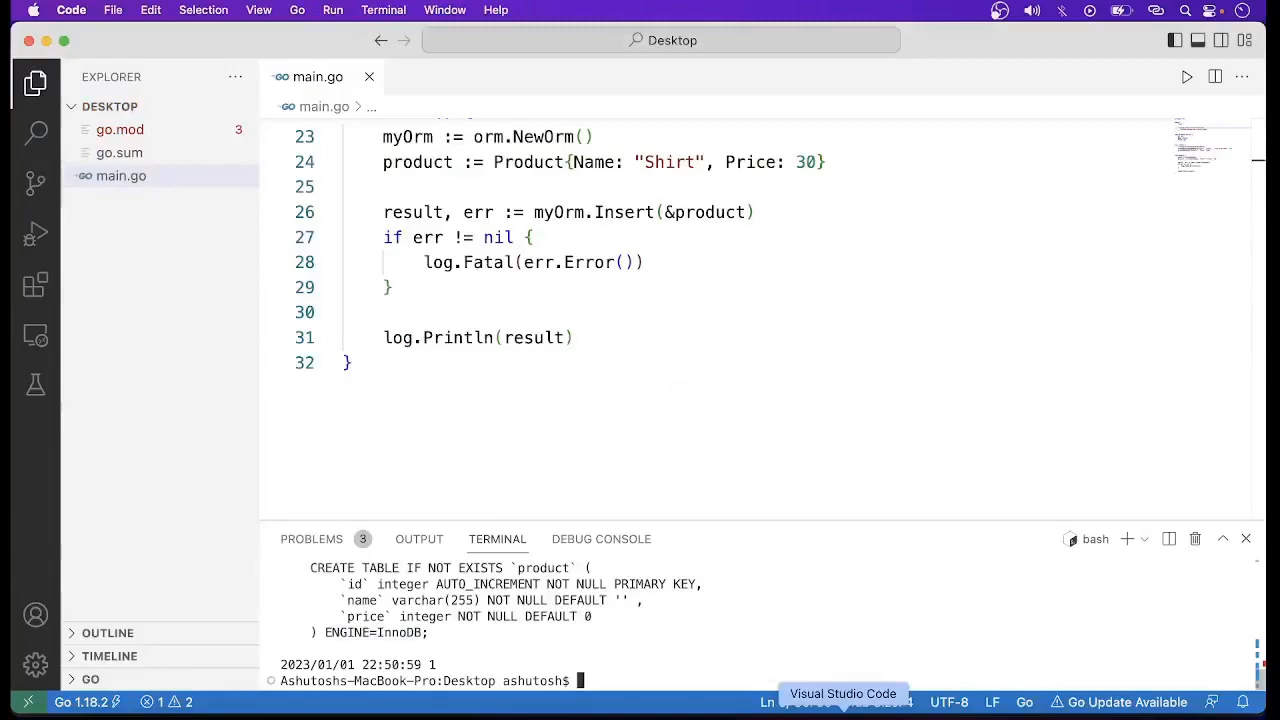 Code File Edit Selection View Go Run Terminal Window Help
Desktop
EXPLORER
main.go
DESKTOP
main.go > ...
go.mod 3
go.sum
main.go
23 myOrm := orm.NewOrm()
24 product := Product{Name: "Shirt", Price: 30}
25
26 result, err := myOrm.Insert(&product)
27 if err != nil {
28 log.Fatal(err.Error())
29 }
30
31 log.Println(result)
32 }
PROBLEMS 3 OUTPUT TERMINAL DEBUG CONSOLE
bash
CREATE TABLE IF NOT EXISTS `product` (
`id` integer AUTO_INCREMENT NOT NULL PRIMARY KEY,
`name` varchar(255) NOT NULL DEFAULT '' ,
`price` integer NOT NULL DEFAULT 0
) ENGINE=InnoDB;
2023/01/01 22:50:59 1
Ashutoshs-MacBook-Pro:Desktop ashutosh$
OUTLINE
TIMELINE
GO
Visual Studio Code
Go 1.18.2 1 2
UTF-8 LF Go Go Update Available